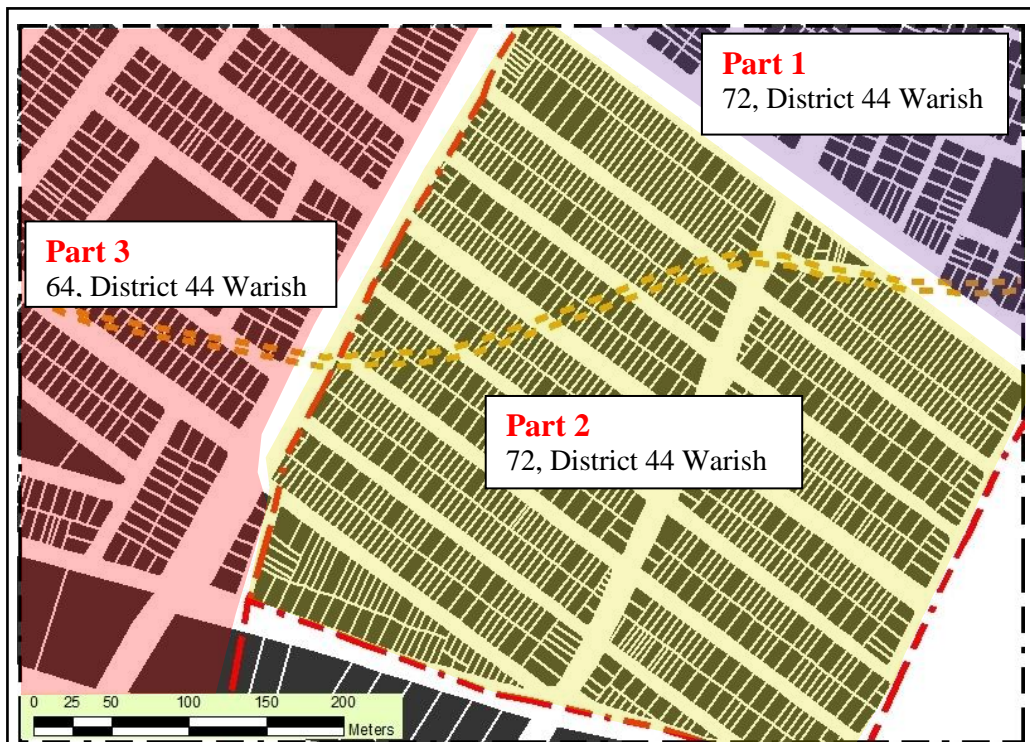 Part 1
72, District 44 Warish
Part 3
64, District 44 Warish
Part 2
72, District 44 Warish
0 25 50 100 150 200
Meters